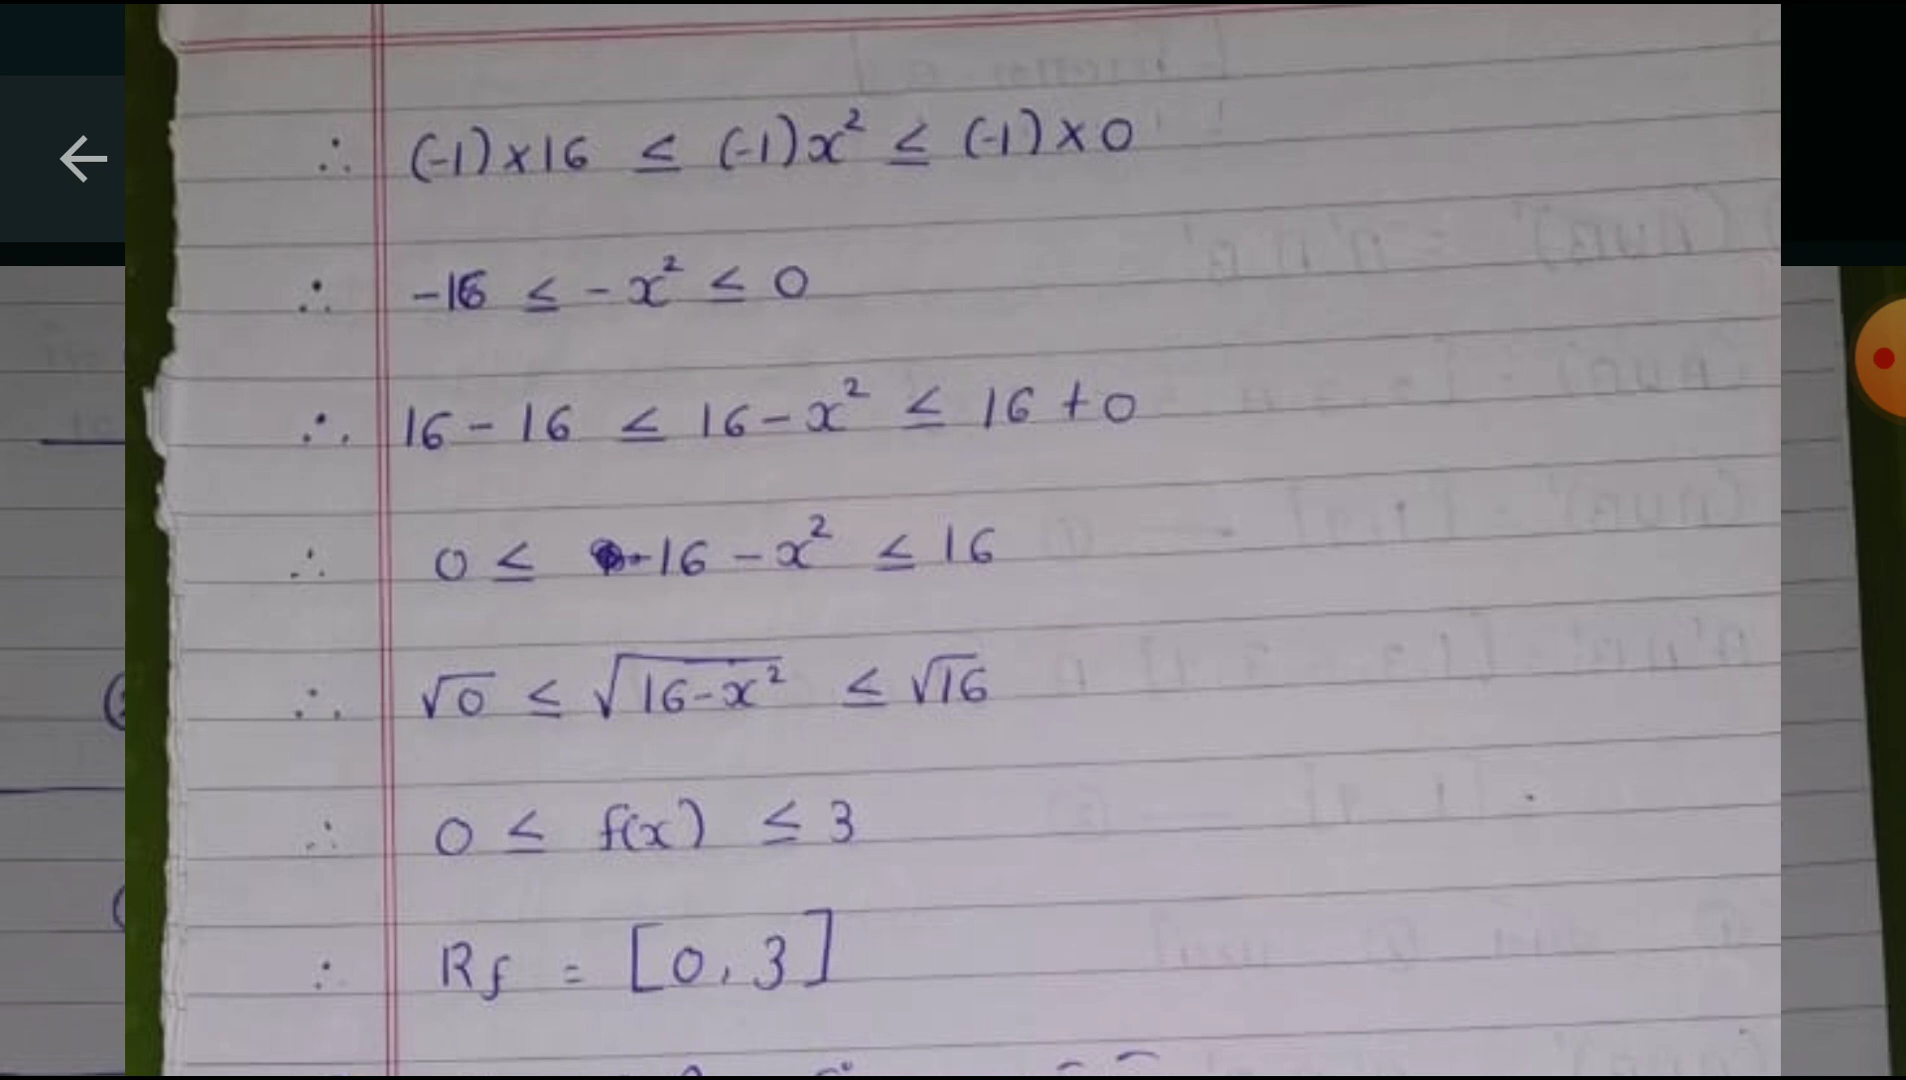 ∴ (-1)×16 ≤ (-1)x² ≤ (-1)×0
∴ -16 ≤ -x² ≤ 0
∴ 16 - 16 ≤ 16 - x² ≤ 16 + 0
∴ 0 ≤ 16 - x² ≤ 16
∴ √0 ≤ √(16-x²) ≤ √16
∴ 0 ≤ f(x) ≤ 3
∴ Rf = [0, 3]